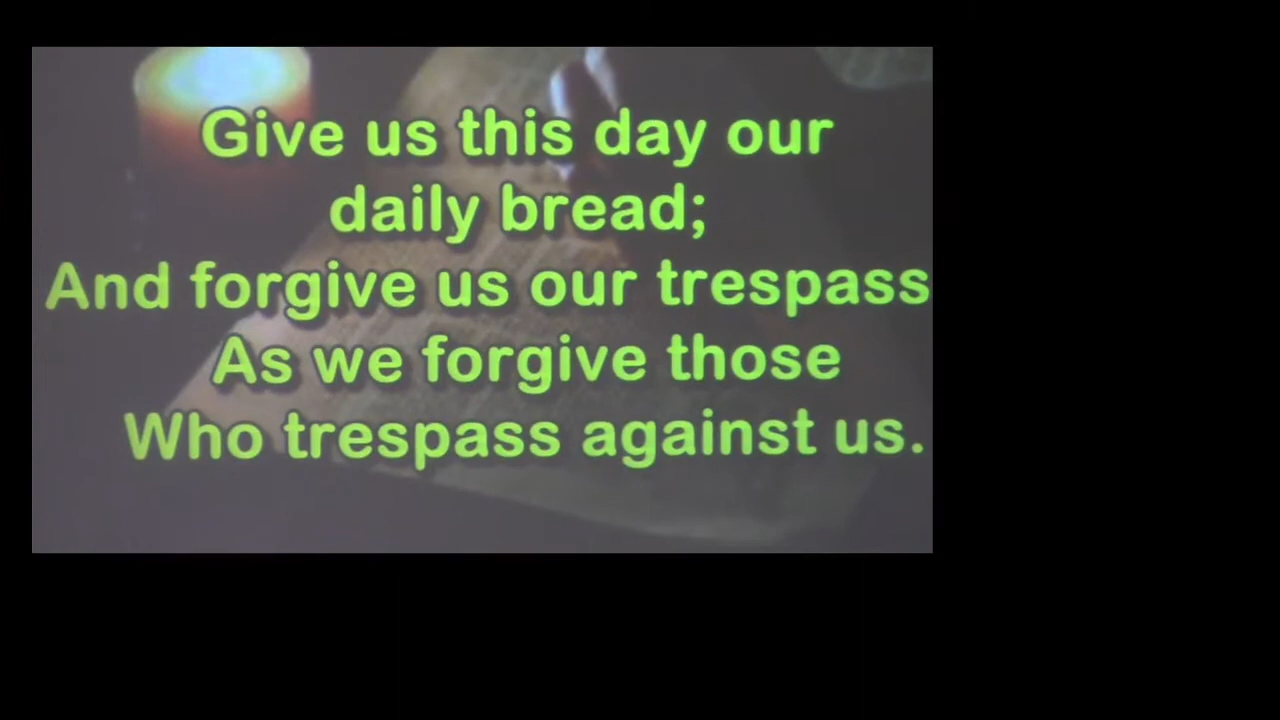 Give us this day our
daily bread;
And forgive us our trespass
As we forgive those
Who trespass against us.